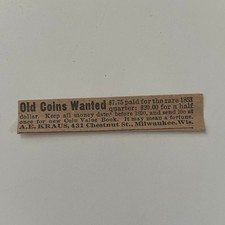 Old Coins Wanted $7.75 paid for the rare 1853
quarter; $20.00 for a half
dollar. Keep all money dated before 1880, and send 10c at
once for new Coin Value Book. It may mean a fortune.
A.E. KRAUS, 431 Chestnut St., Milwaukee, Wis.